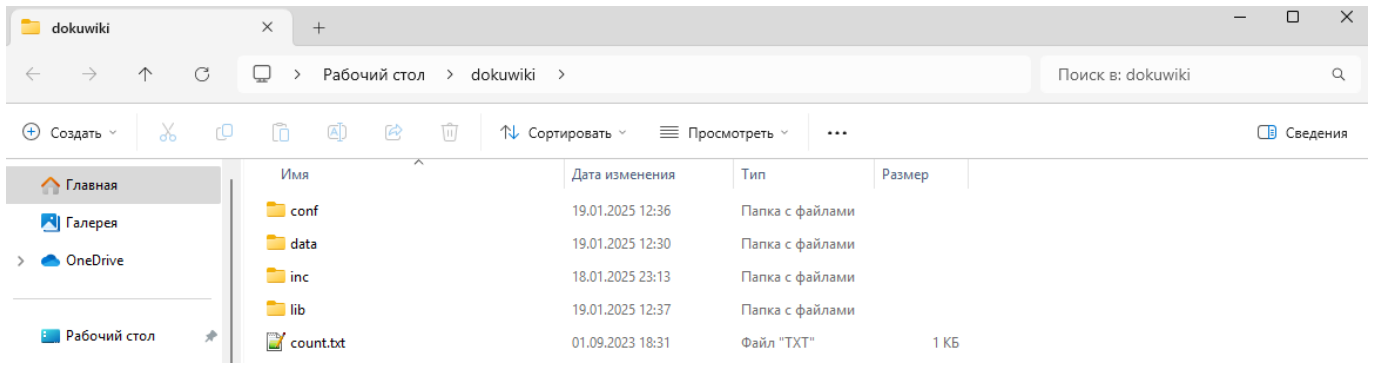 dokuwiki
Рабочий стол > dokuwiki >
Поиск в: dokuwiki
Создать
Сортировать
Просмотреть
Сведения
Главная
Галерея
OneDrive
Рабочий стол
Имя Дата изменения Тип Размер
conf 19.01.2025 12:36 Папка с файлами
data 19.01.2025 12:30 Папка с файлами
inc 18.01.2025 23:13 Папка с файлами
lib 19.01.2025 12:37 Папка с файлами
count.txt 01.09.2023 18:31 Файл "TXT" 1 КБ